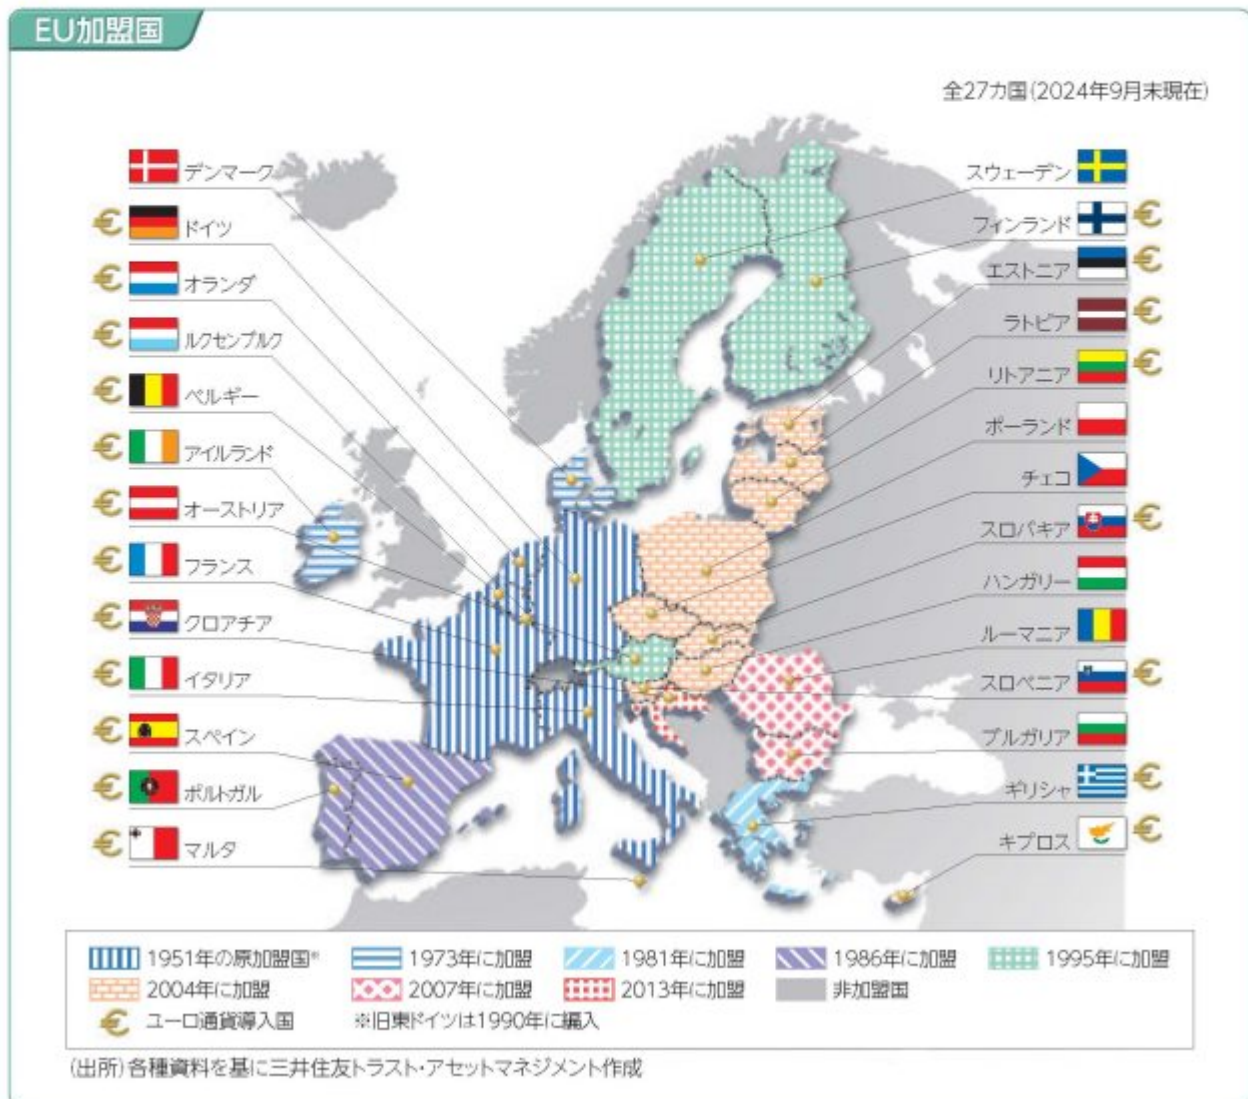 EU加盟国
全27カ国(2024年9月末現在)
デンマーク
ドイツ
オランダ
ルクセンブルク
ベルギー
アイルランド
オーストリア
フランス
クロアチア
イタリア
スペイン
ポルトガル
マルタ
スウェーデン
フィンランド
エストニア
ラトビア
リトアニア
ポーランド
チェコ
スロバキア
ハンガリー
ルーマニア
スロベニア
ブルガリア
ギリシャ
キプロス
1951年の原加盟国※ 1973年に加盟 1981年に加盟 1986年に加盟 1995年に加盟
2004年に加盟 2007年に加盟 2013年に加盟 非加盟国
€ ユーロ通貨導入国 ※旧東ドイツは1990年に編入
(出所)各種資料を基に三井住友トラスト・アセットマネジメント作成